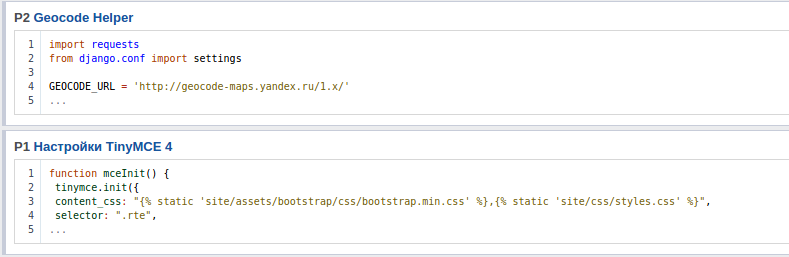 P2 Geocode Helper
1 import requests
2 from django.conf import settings
3
4 GEOCODE_URL = 'http://geocode-maps.yandex.ru/1.x/'
5 ...
P1 Настройки TinyMCE 4
1 function mceInit() {
2 tinymce.init({
3 content_css: "{% static 'site/assets/bootstrap/css/bootstrap.min.css' %},{% static 'site/css/styles.css' %}",
4 selector: ".rte",
5 ...